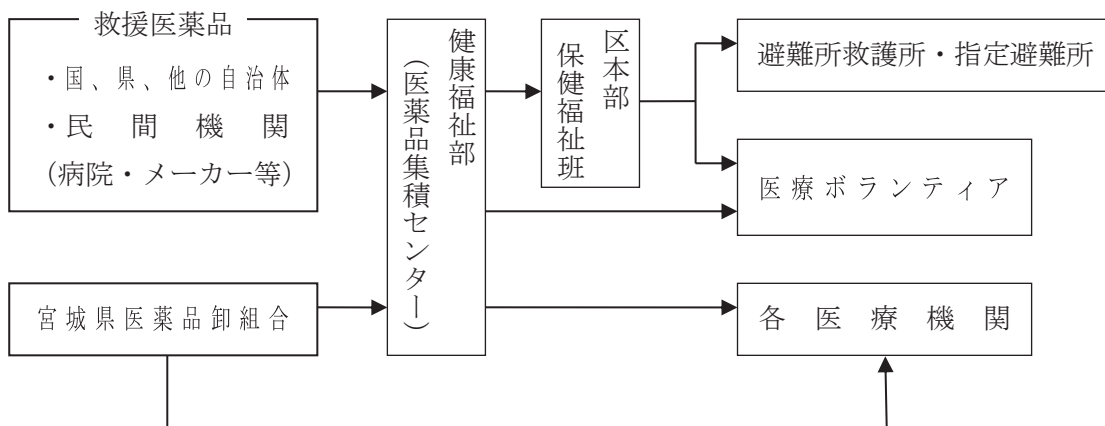 救援医薬品
・国、県、他の自治体
・民間機関
(病院・メーカー等)
宮城県医薬品卸組合
健康福祉部
(医薬品集積センター)
区本部
保健福祉班
避難所救護所・指定避難所
医療ボランティア
各医療機関